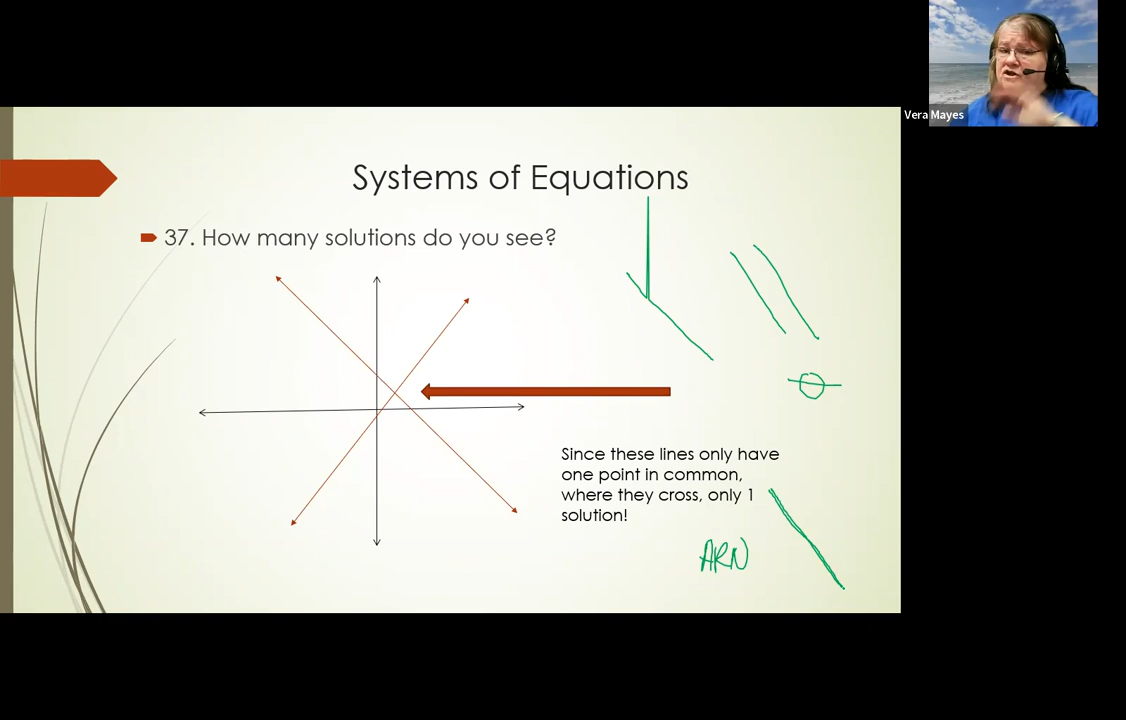 Vera Mayes
Systems of Equations
37. How many solutions do you see?
Since these lines only have
one point in common,
where they cross, only 1
solution!
ARN